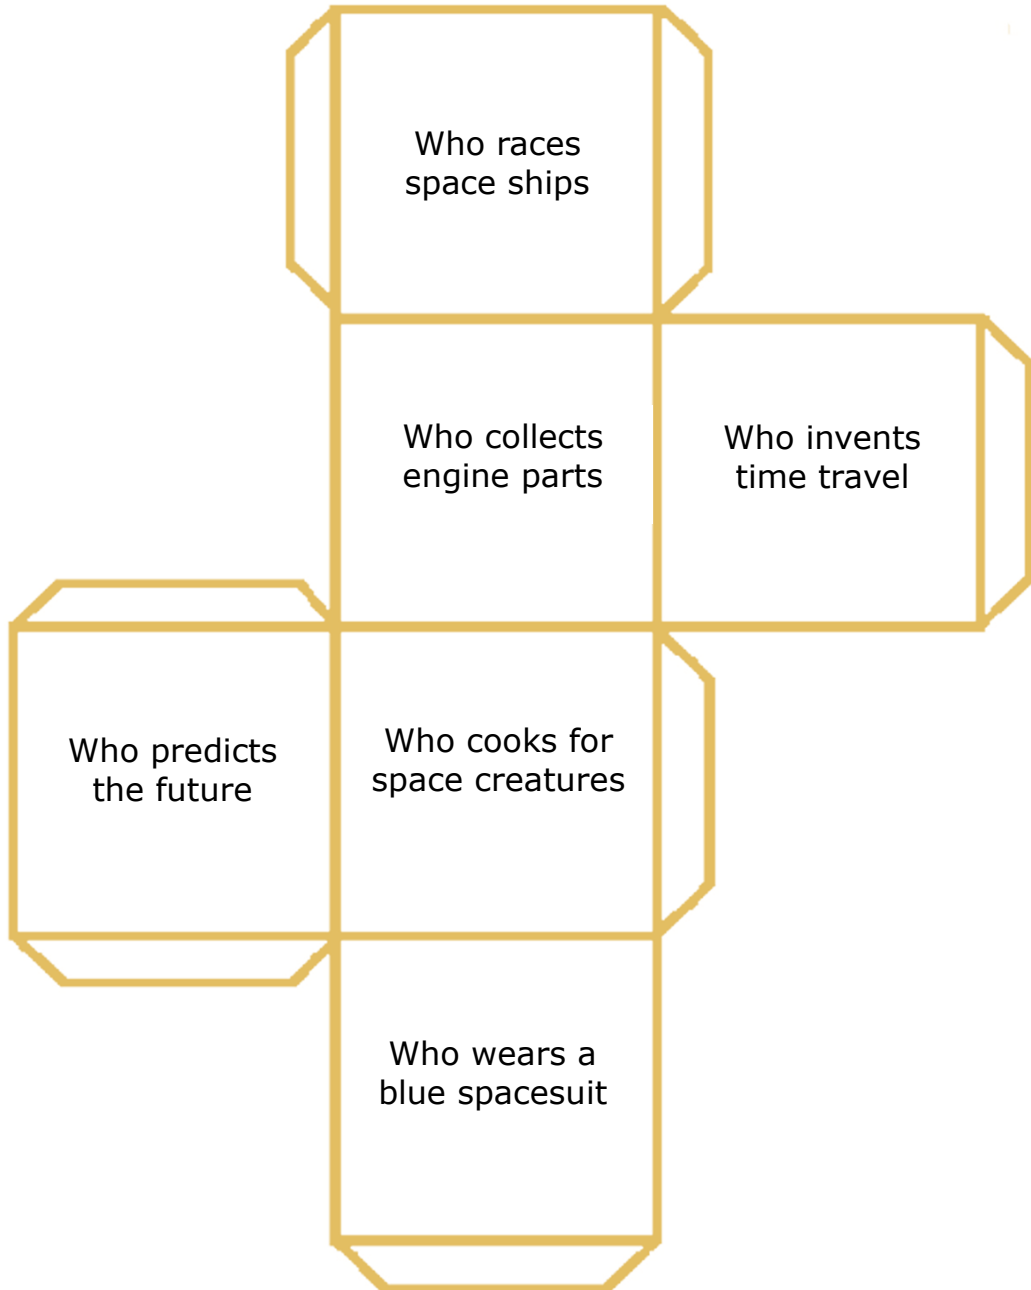 Who races
space ships
Who collects
engine parts
Who invents
time travel
Who predicts
the future
Who cooks for
space creatures
Who wears a
blue spacesuit